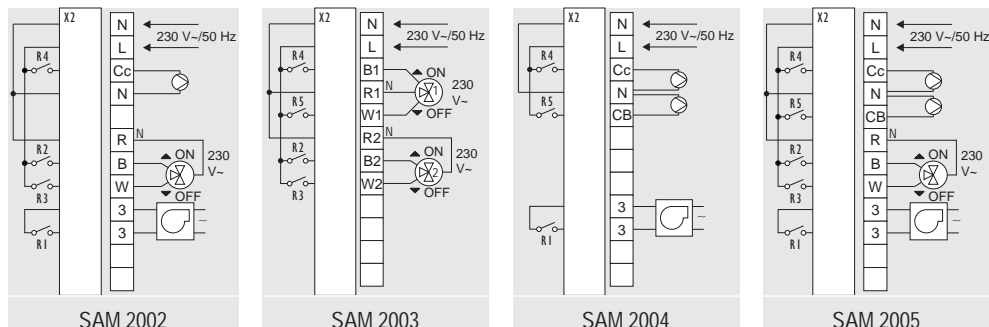 X2
N
L
230 V~/50 Hz
R4
Cc
N
R
N
R2
B
ON
230
V~
W
OFF
R3
3
~
R1
3
SAM 2002
X2
N
L
230 V~/50 Hz
R4
B1
ON
R1
1
230
V~
R5
W1
OFF
R2
N
R2
B2
ON
230
V~
2
W2
OFF
R3
SAM 2003
X2
N
L
230 V~/50 Hz
R4
Cc
N
R5
CB
3
~
R1
3
SAM 2004
X2
N
L
230 V~/50 Hz
R4
Cc
N
R5
CB
R
N
R2
B
ON
230
V~
W
OFF
R3
3
~
R1
3
SAM 2005